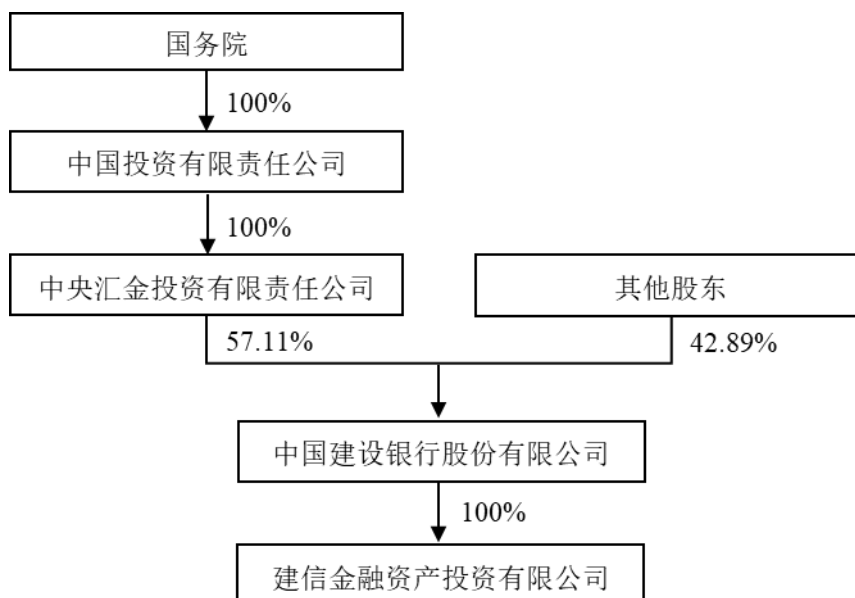 国务院
100%
中国投资有限责任公司
100%
中央汇金投资有限责任公司
其他股东
57.11%
42.89%
中国建设银行股份有限公司
100%
建信金融资产投资有限公司